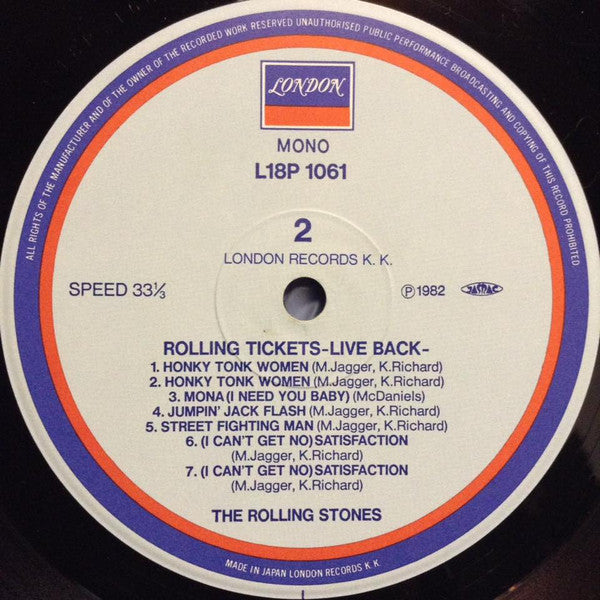 ALL RIGHTS OF THE MANUFACTURER AND OF THE OWNER OF THE RECORDED WORK RESERVED UNAUTHORISED PUBLIC PERFORMANCE BROADCASTING AND COPYING OF THIS RECORD PROHIBITED
LONDON
MONO
L18P 1061
2
LONDON RECORDS K. K.
SPEED 33⅓
Ⓟ1982 JASRAC
ROLLING TICKETS-LIVE BACK-
1. HONKY TONK WOMEN (M.Jagger, K.Richard)
2. HONKY TONK WOMEN (M.Jagger, K.Richard)
3. MONA (I NEED YOU BABY) (McDaniels)
4. JUMPIN' JACK FLASH (M.Jagger, K.Richard)
5. STREET FIGHTING MAN (M.Jagger, K.Richard)
6. (I CAN'T GET NO) SATISFACTION
(M.Jagger, K.Richard)
7. (I CAN'T GET NO) SATISFACTION
(M.Jagger, K.Richard)
THE ROLLING STONES
MADE IN JAPAN LONDON RECORDS K. K.